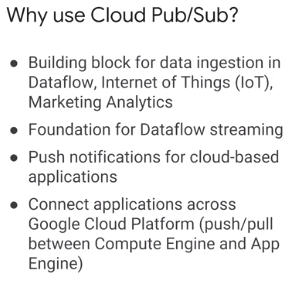 Why use Cloud Pub/Sub?
● Building block for data ingestion in
Dataflow, Internet of Things (IoT),
Marketing Analytics
● Foundation for Dataflow streaming
● Push notifications for cloud-based
applications
● Connect applications across
Google Cloud Platform (push/pull
between Compute Engine and App
Engine)